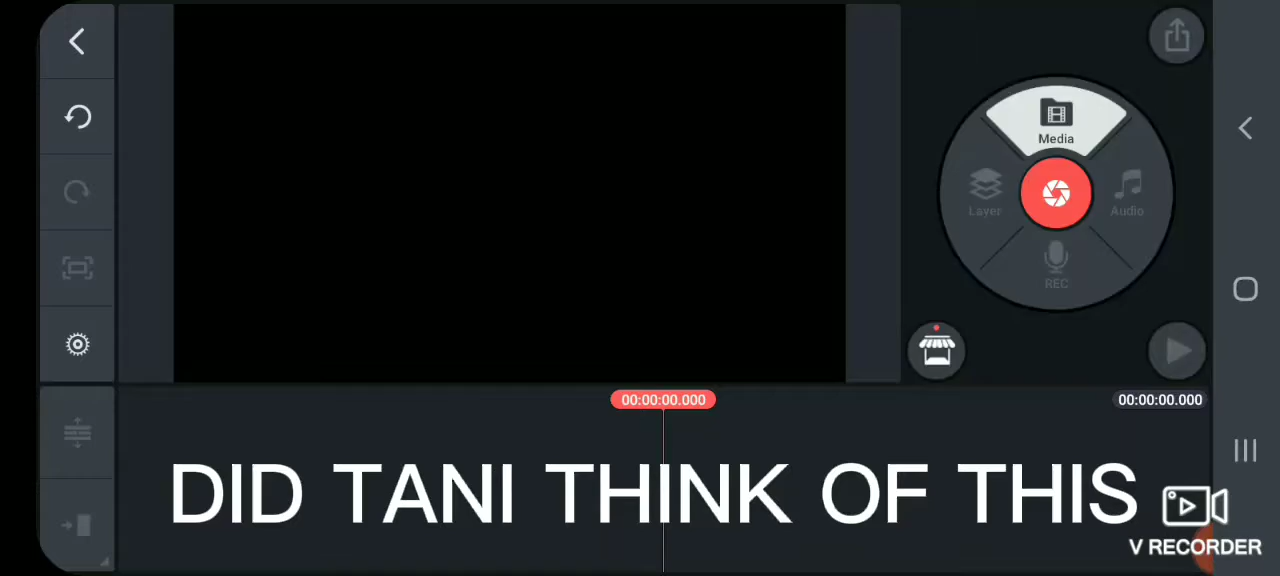 Media
Layer
Audio
REC
00:00:00.000
00:00:00.000
DID TANI THINK OF THIS
V RECORDER